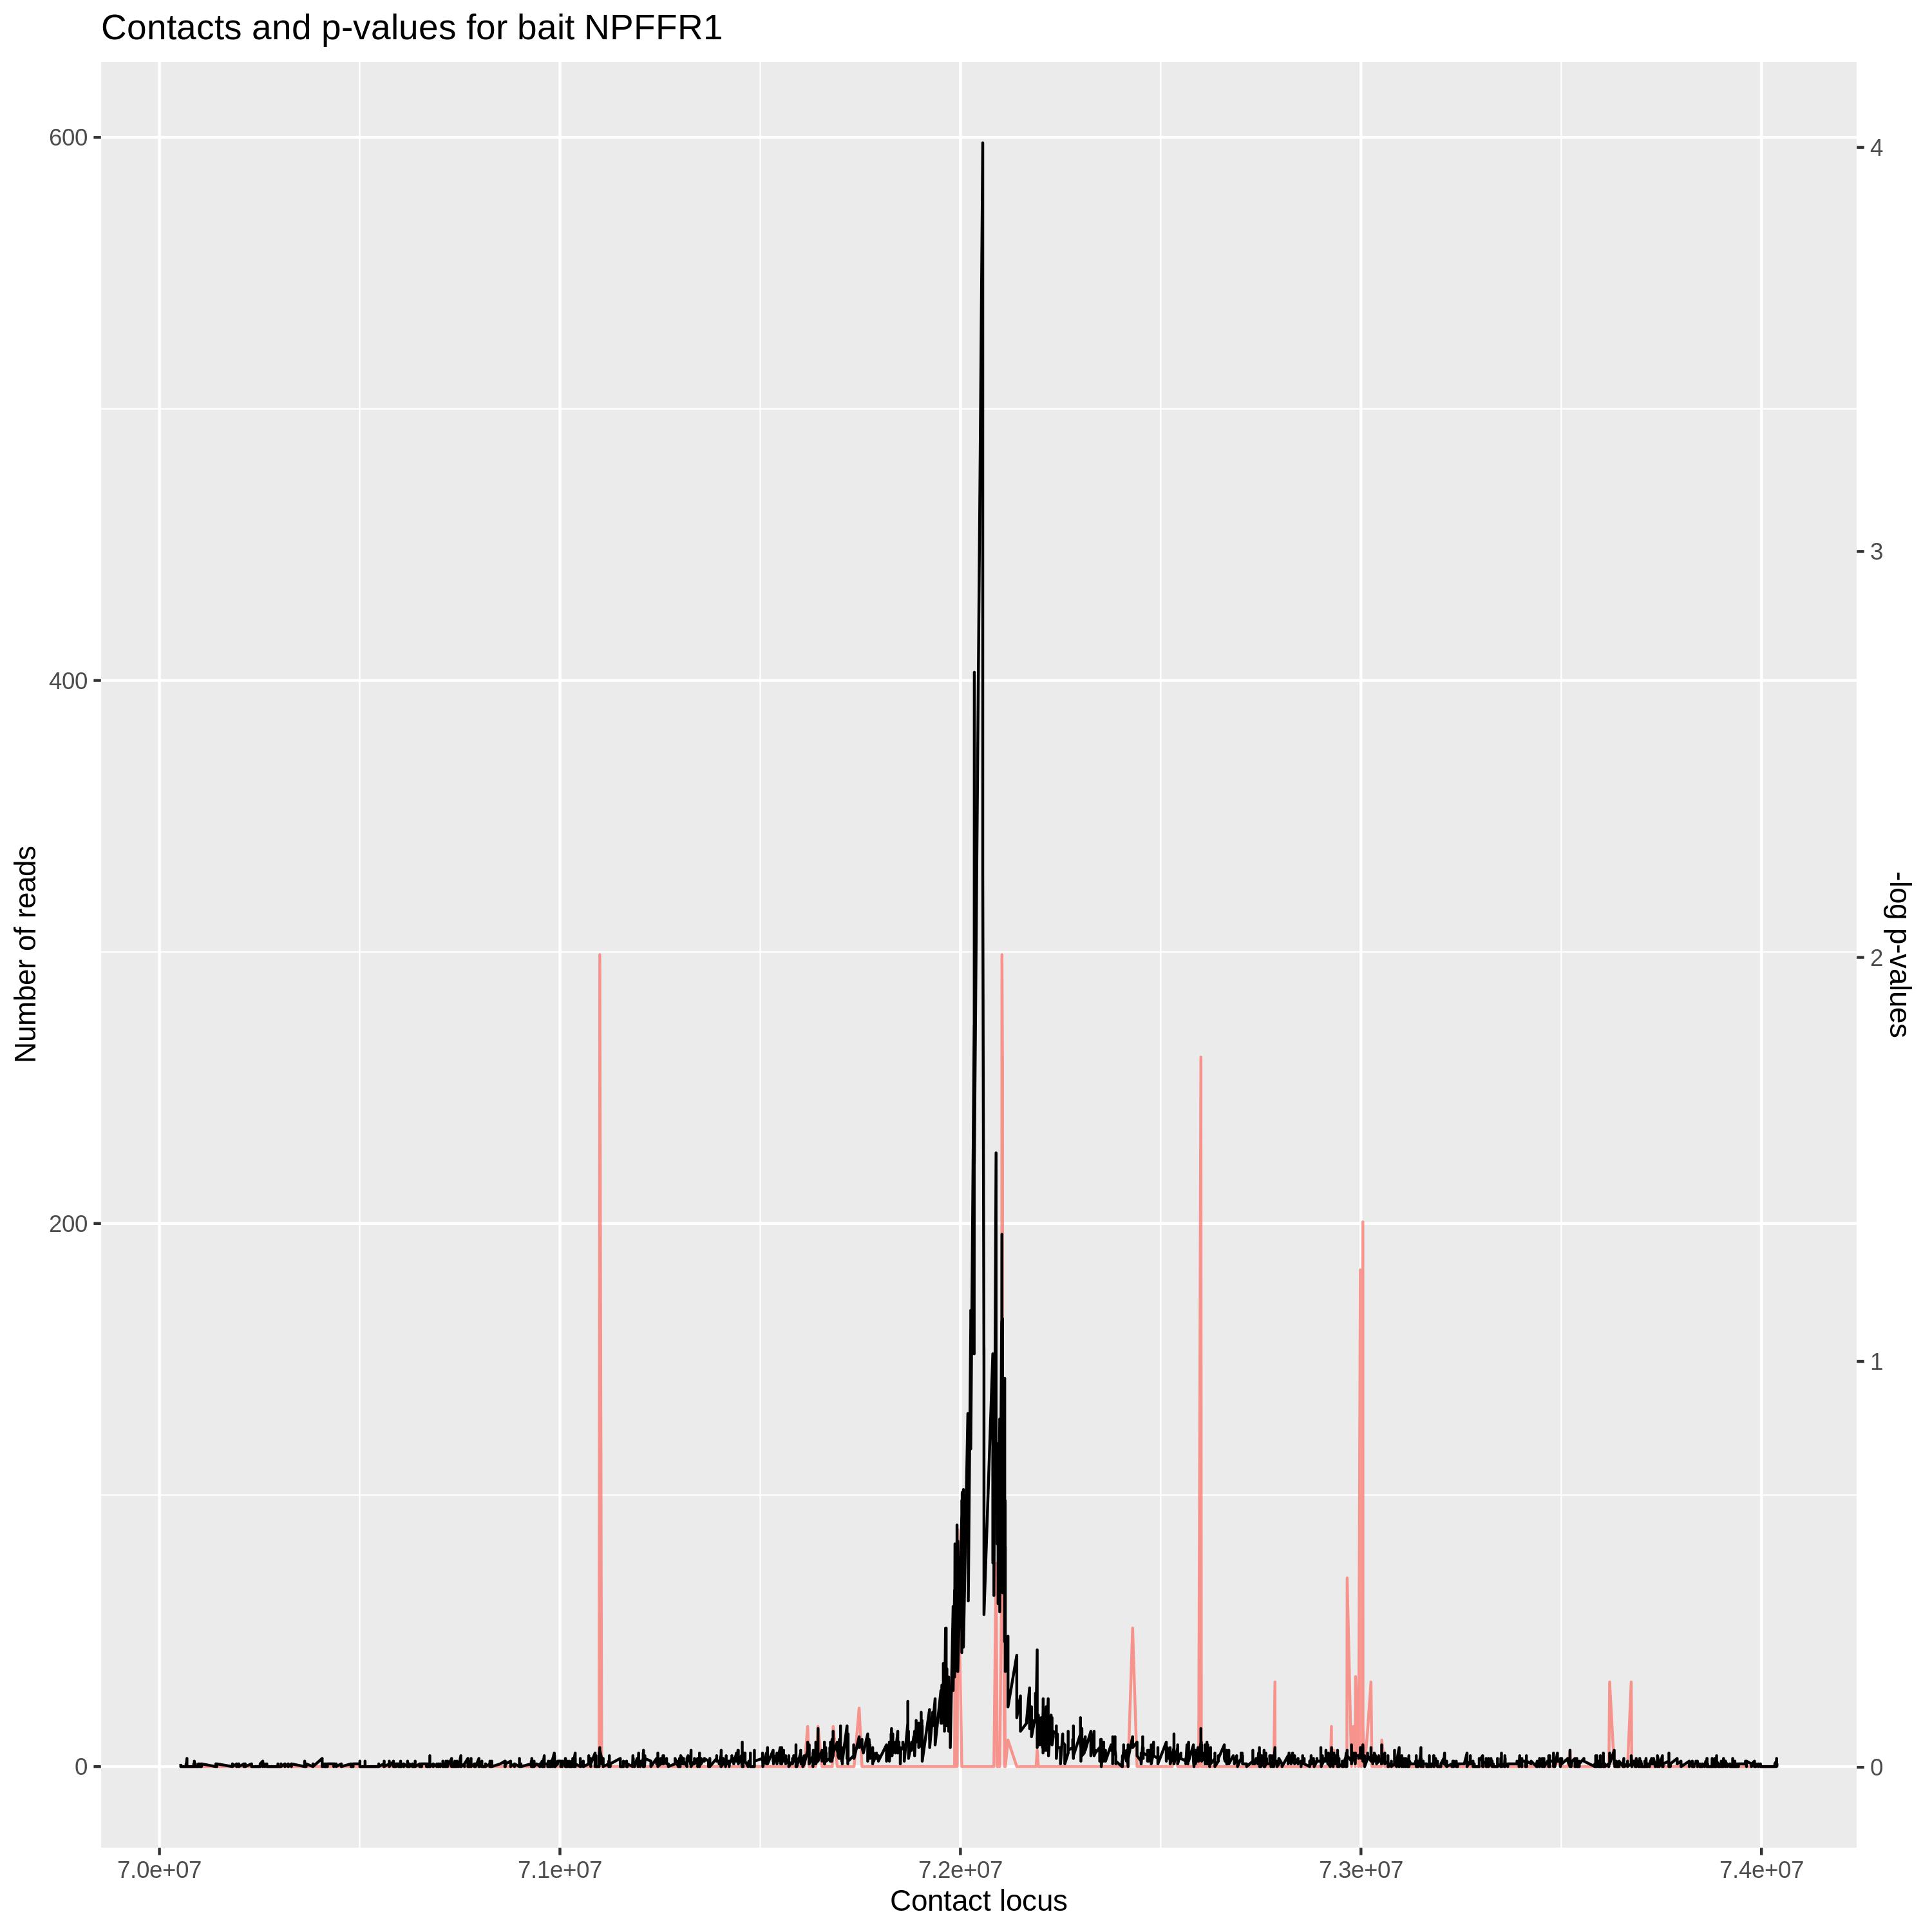 Contacts and p-values for bait NPFFR1
600
400
200
0
Number of reads
4
3
2
1
0
-log p-values
7.0e+07
7.1e+07
7.2e+07
7.3e+07
7.4e+07
Contact locus